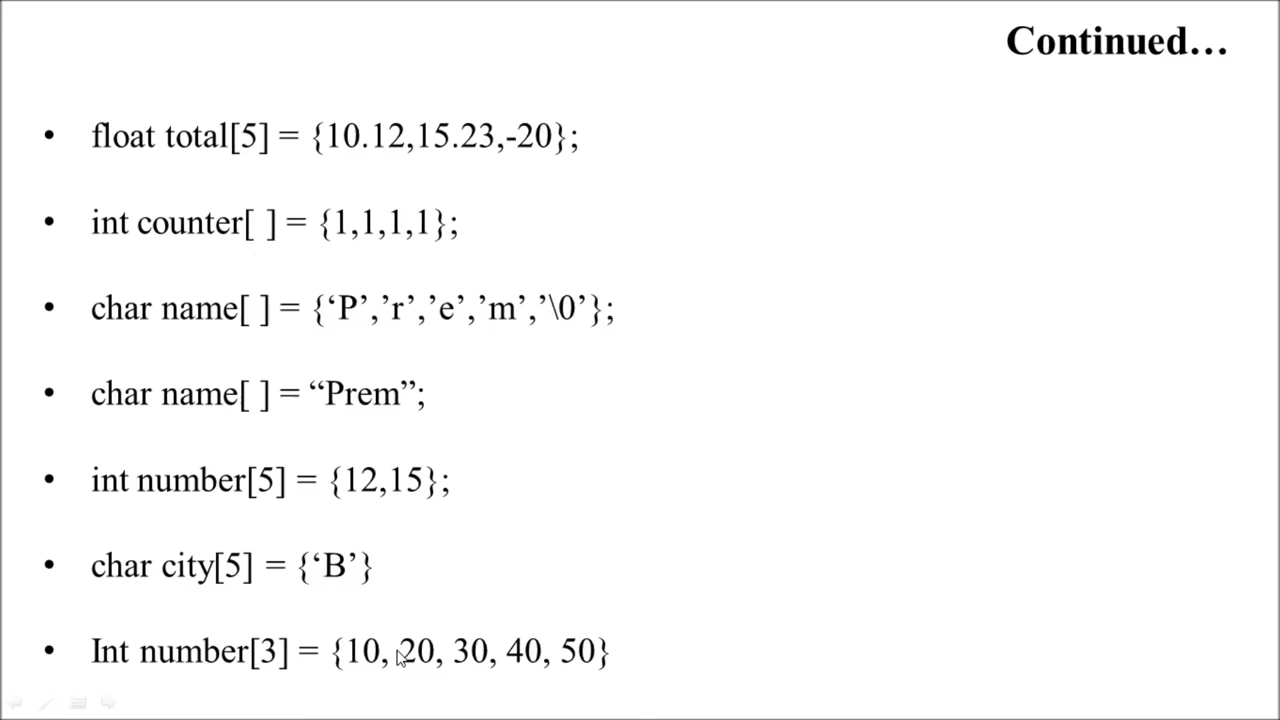 Continued…
• float total[5] = {10.12,15.23,-20};
• int counter[ ] = {1,1,1,1};
• char name[ ] = {‘P’,’r’,’e’,’m’,’\0’};
• char name[ ] = “Prem”;
• int number[5] = {12,15};
• char city[5] = {‘B’}
• Int number[3] = {10, 20, 30, 40, 50}